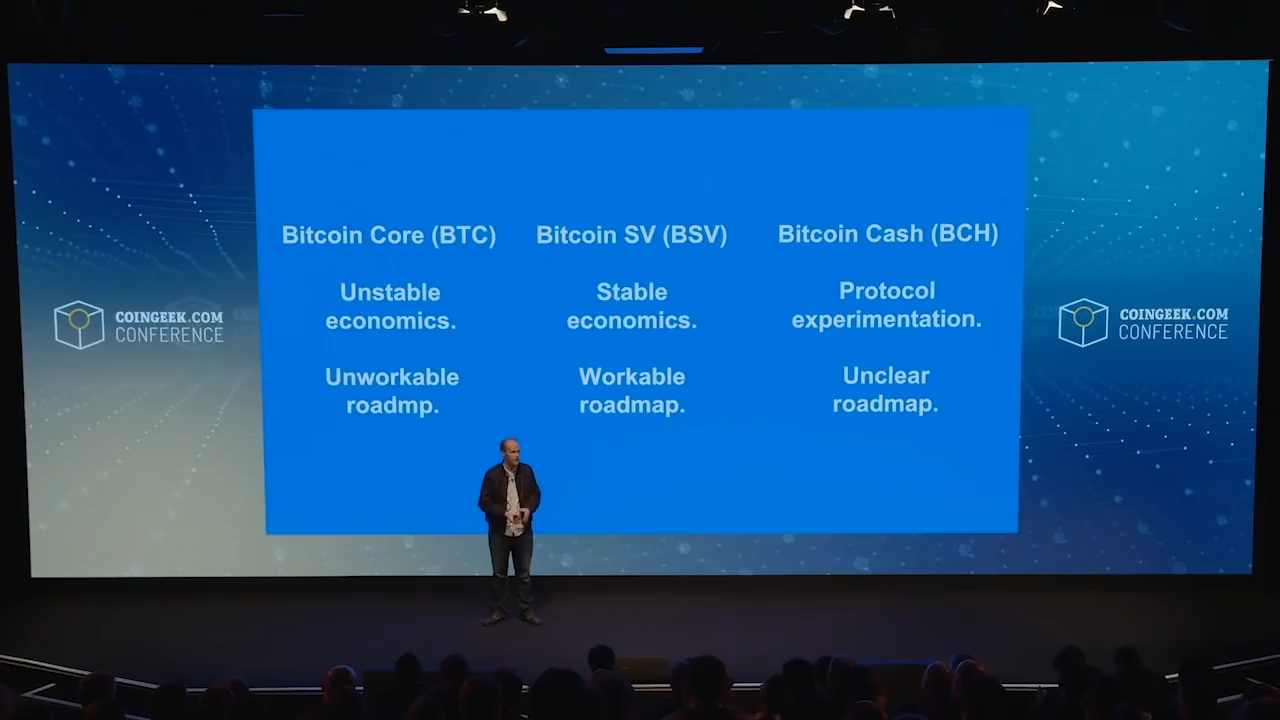 Bitcoin Core (BTC)
Unstable
economics.
Unworkable
roadmp.
Bitcoin SV (BSV)
Stable
economics.
Workable
roadmap.
Bitcoin Cash (BCH)
Protocol
experimentation.
Unclear
roadmap.
COINGEEK.COM
CONFERENCE
COINGEEK.COM
CONFERENCE